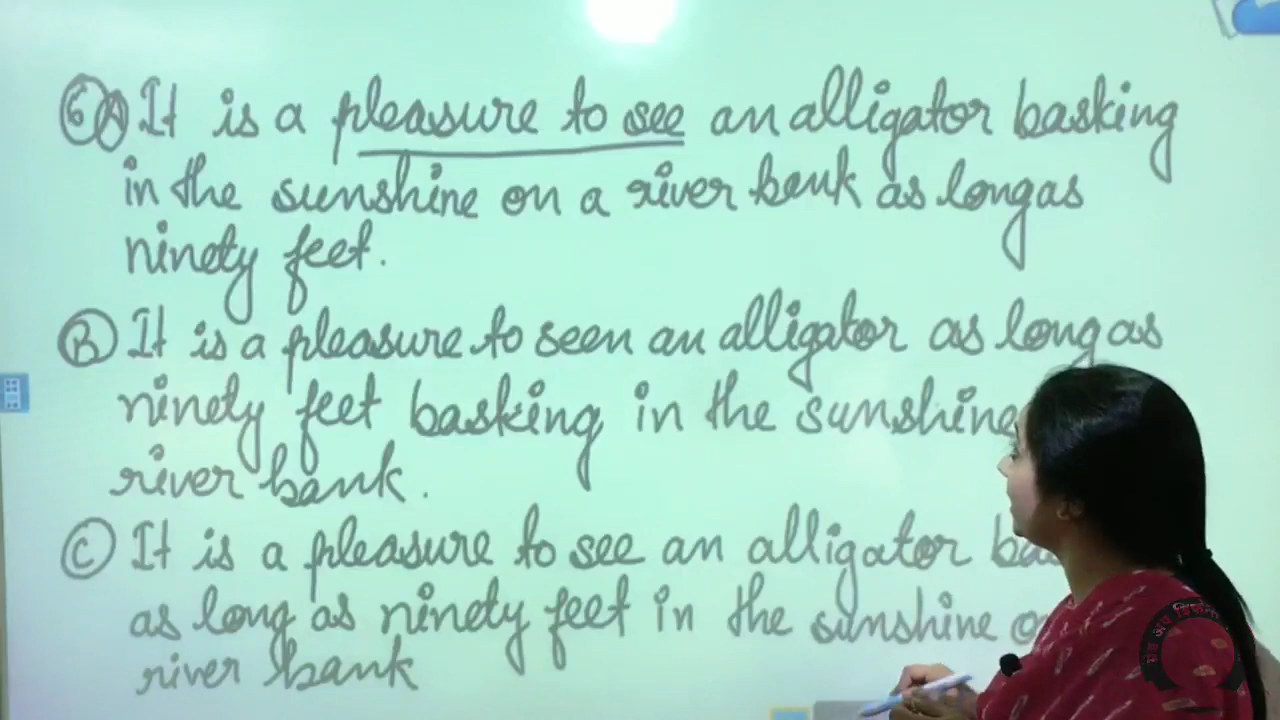 6 A It is a pleasure to see an alligator basking
in the sunshine on a river bank as long as
ninety feet.
B It is a pleasure to seen an alligator as long as
ninety feet basking in the sunshine
river bank.
C It is a pleasure to see an alligator
as long as ninety feet in the sunshine
river bank